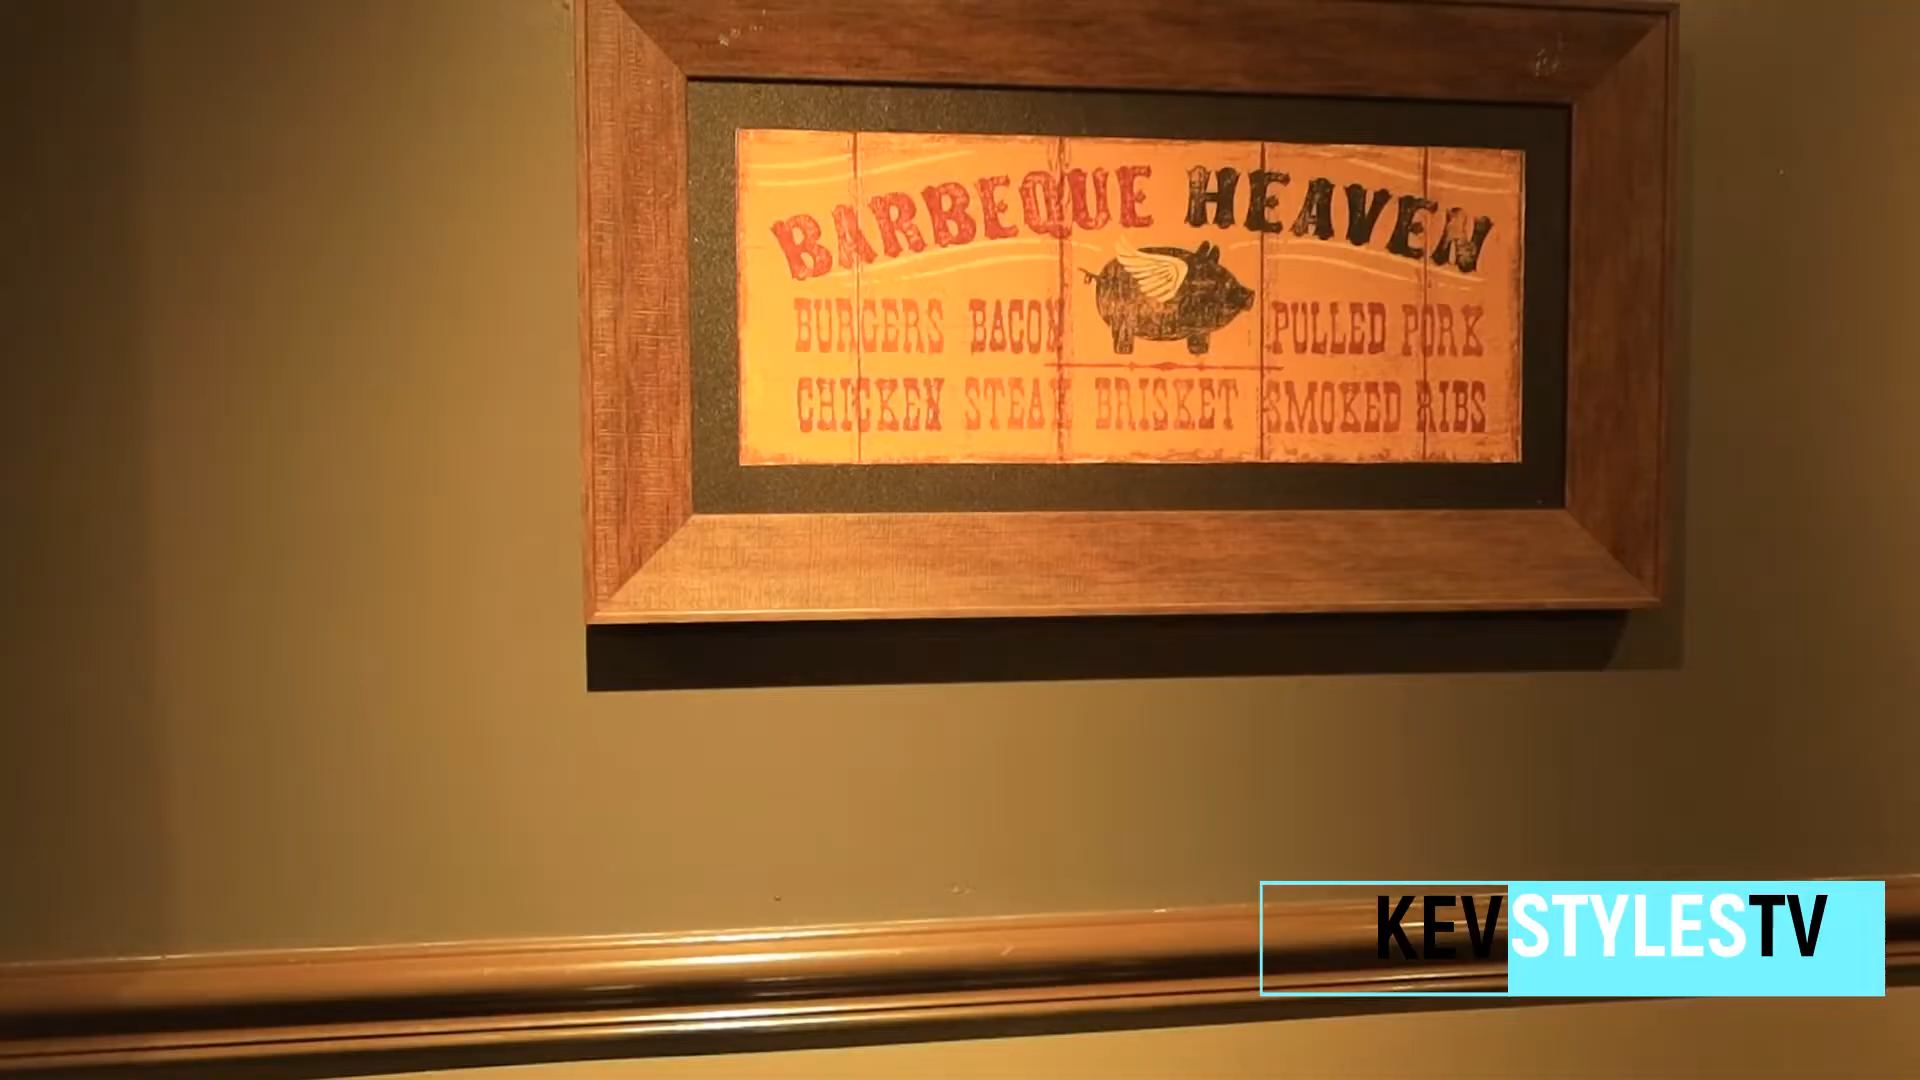 BARBEQUE HEAVEN
BURGERS BACON PULLED PORK
CHICKEN STEAK BRISKET SMOKED RIBS
KEVSTYLESTV